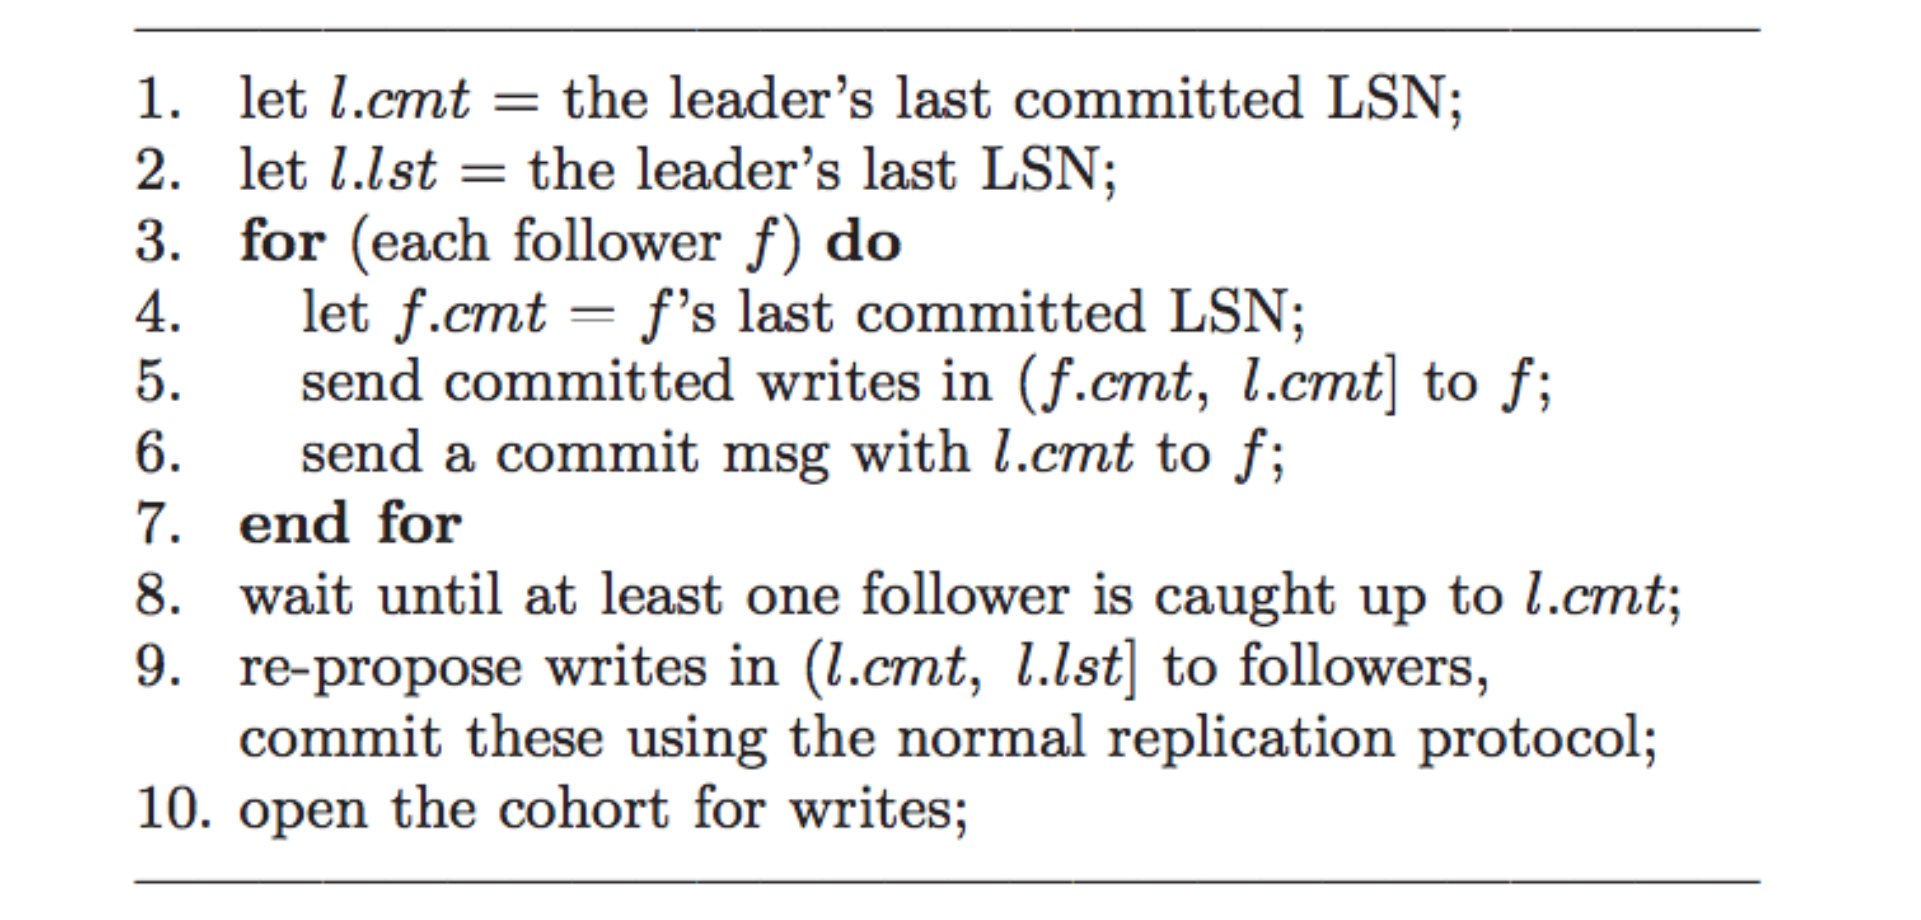 1. let l.cmt = the leader's last committed LSN;
2. let l.lst = the leader's last LSN;
3. for (each follower f) do
4. let f.cmt = f's last committed LSN;
5. send committed writes in (f.cmt, l.cmt] to f;
6. send a commit msg with l.cmt to f;
7. end for
8. wait until at least one follower is caught up to l.cmt;
9. re-propose writes in (l.cmt, l.lst] to followers,
commit these using the normal replication protocol;
10. open the cohort for writes;